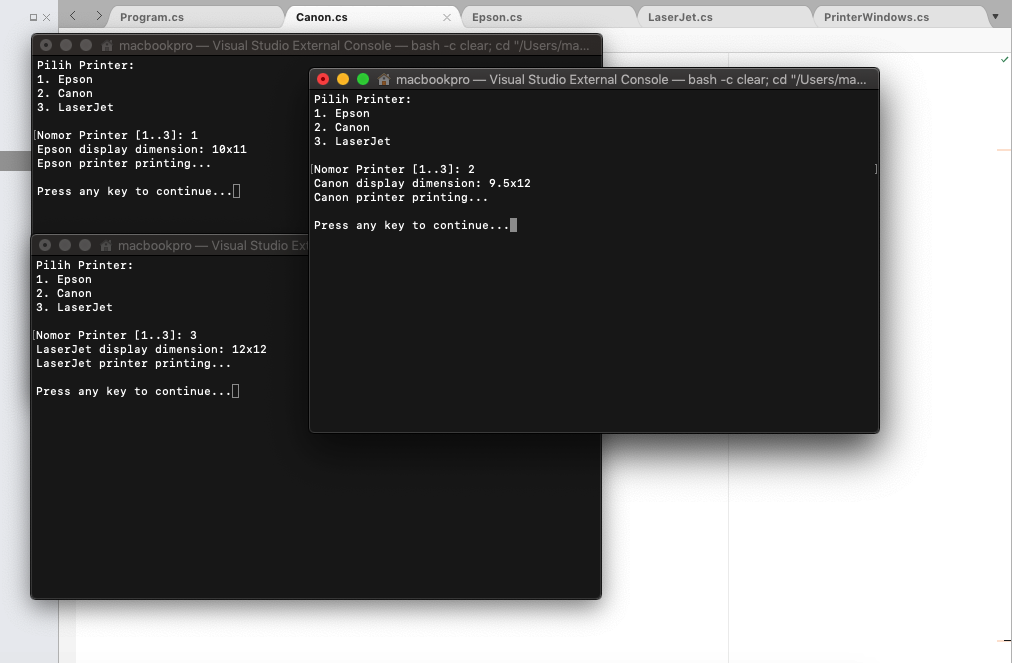 Program.cs
Canon.cs
Epson.cs
LaserJet.cs
PrinterWindows.cs
macbookpro — Visual Studio External Console — bash -c clear; cd "/Users/ma...
Pilih Printer:
1. Epson
2. Canon
3. LaserJet
[Nomor Printer [1..3]: 1
Epson display dimension: 10x11
Epson printer printing...
Press any key to continue...
macbookpro — Visual Studio External Console — bash -c clear; cd "/Users/ma...
Pilih Printer:
1. Epson
2. Canon
3. LaserJet
[Nomor Printer [1..3]: 2 ]
Canon display dimension: 9.5x12
Canon printer printing...
Press any key to continue...
macbookpro — Visual Studio Ext
Pilih Printer:
1. Epson
2. Canon
3. LaserJet
[Nomor Printer [1..3]: 3
LaserJet display dimension: 12x12
LaserJet printer printing...
Press any key to continue...